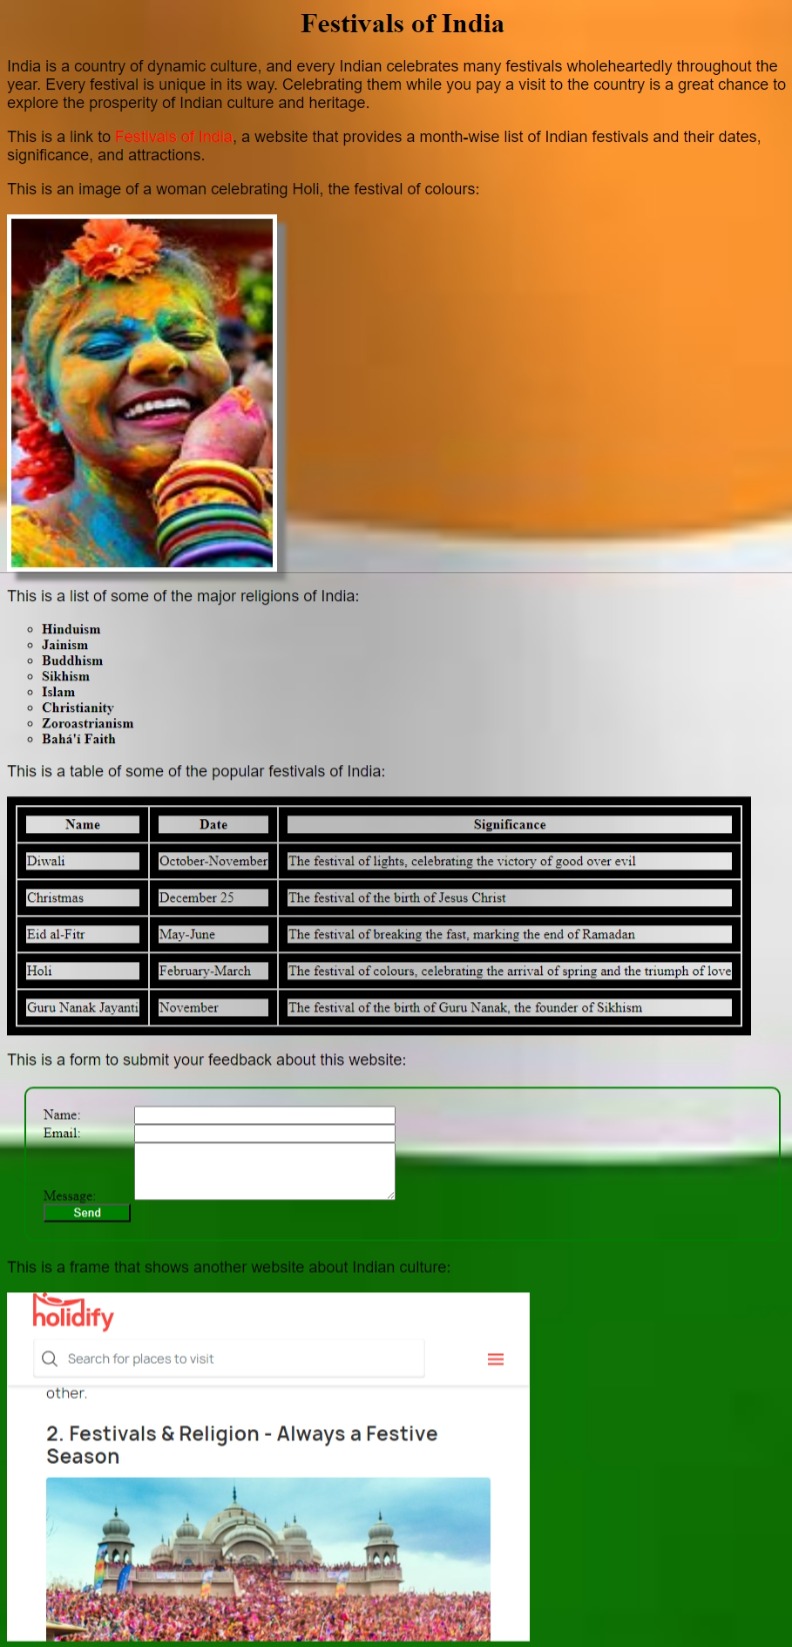 Festivals of India
India is a country of dynamic culture, and every Indian celebrates many festivals wholeheartedly throughout the
year. Every festival is unique in its way. Celebrating them while you pay a visit to the country is a great chance to
explore the prosperity of Indian culture and heritage.
This is a link to Festivals of India, a website that provides a month-wise list of Indian festivals and their dates,
significance, and attractions.
This is an image of a woman celebrating Holi, the festival of colours:
This is a list of some of the major religions of India:
Hinduism
Jainism
Buddhism
Sikhism
Islam
Christianity
Zoroastrianism
Bahá'í Faith
This is a table of some of the popular festivals of India:
Name Date Significance
Diwali October-November The festival of lights, celebrating the victory of good over evil
Christmas December 25 The festival of the birth of Jesus Christ
Eid al-Fitr May-June The festival of breaking the fast, marking the end of Ramadan
Holi February-March The festival of colours, celebrating the arrival of spring and the triumph of love
Guru Nanak Jayanti November The festival of the birth of Guru Nanak, the founder of Sikhism
This is a form to submit your feedback about this website:
Name:
Email:
Message:
Send
This is a frame that shows another website about Indian culture:
holidify
Search for places to visit
other.
2. Festivals & Religion - Always a Festive
Season